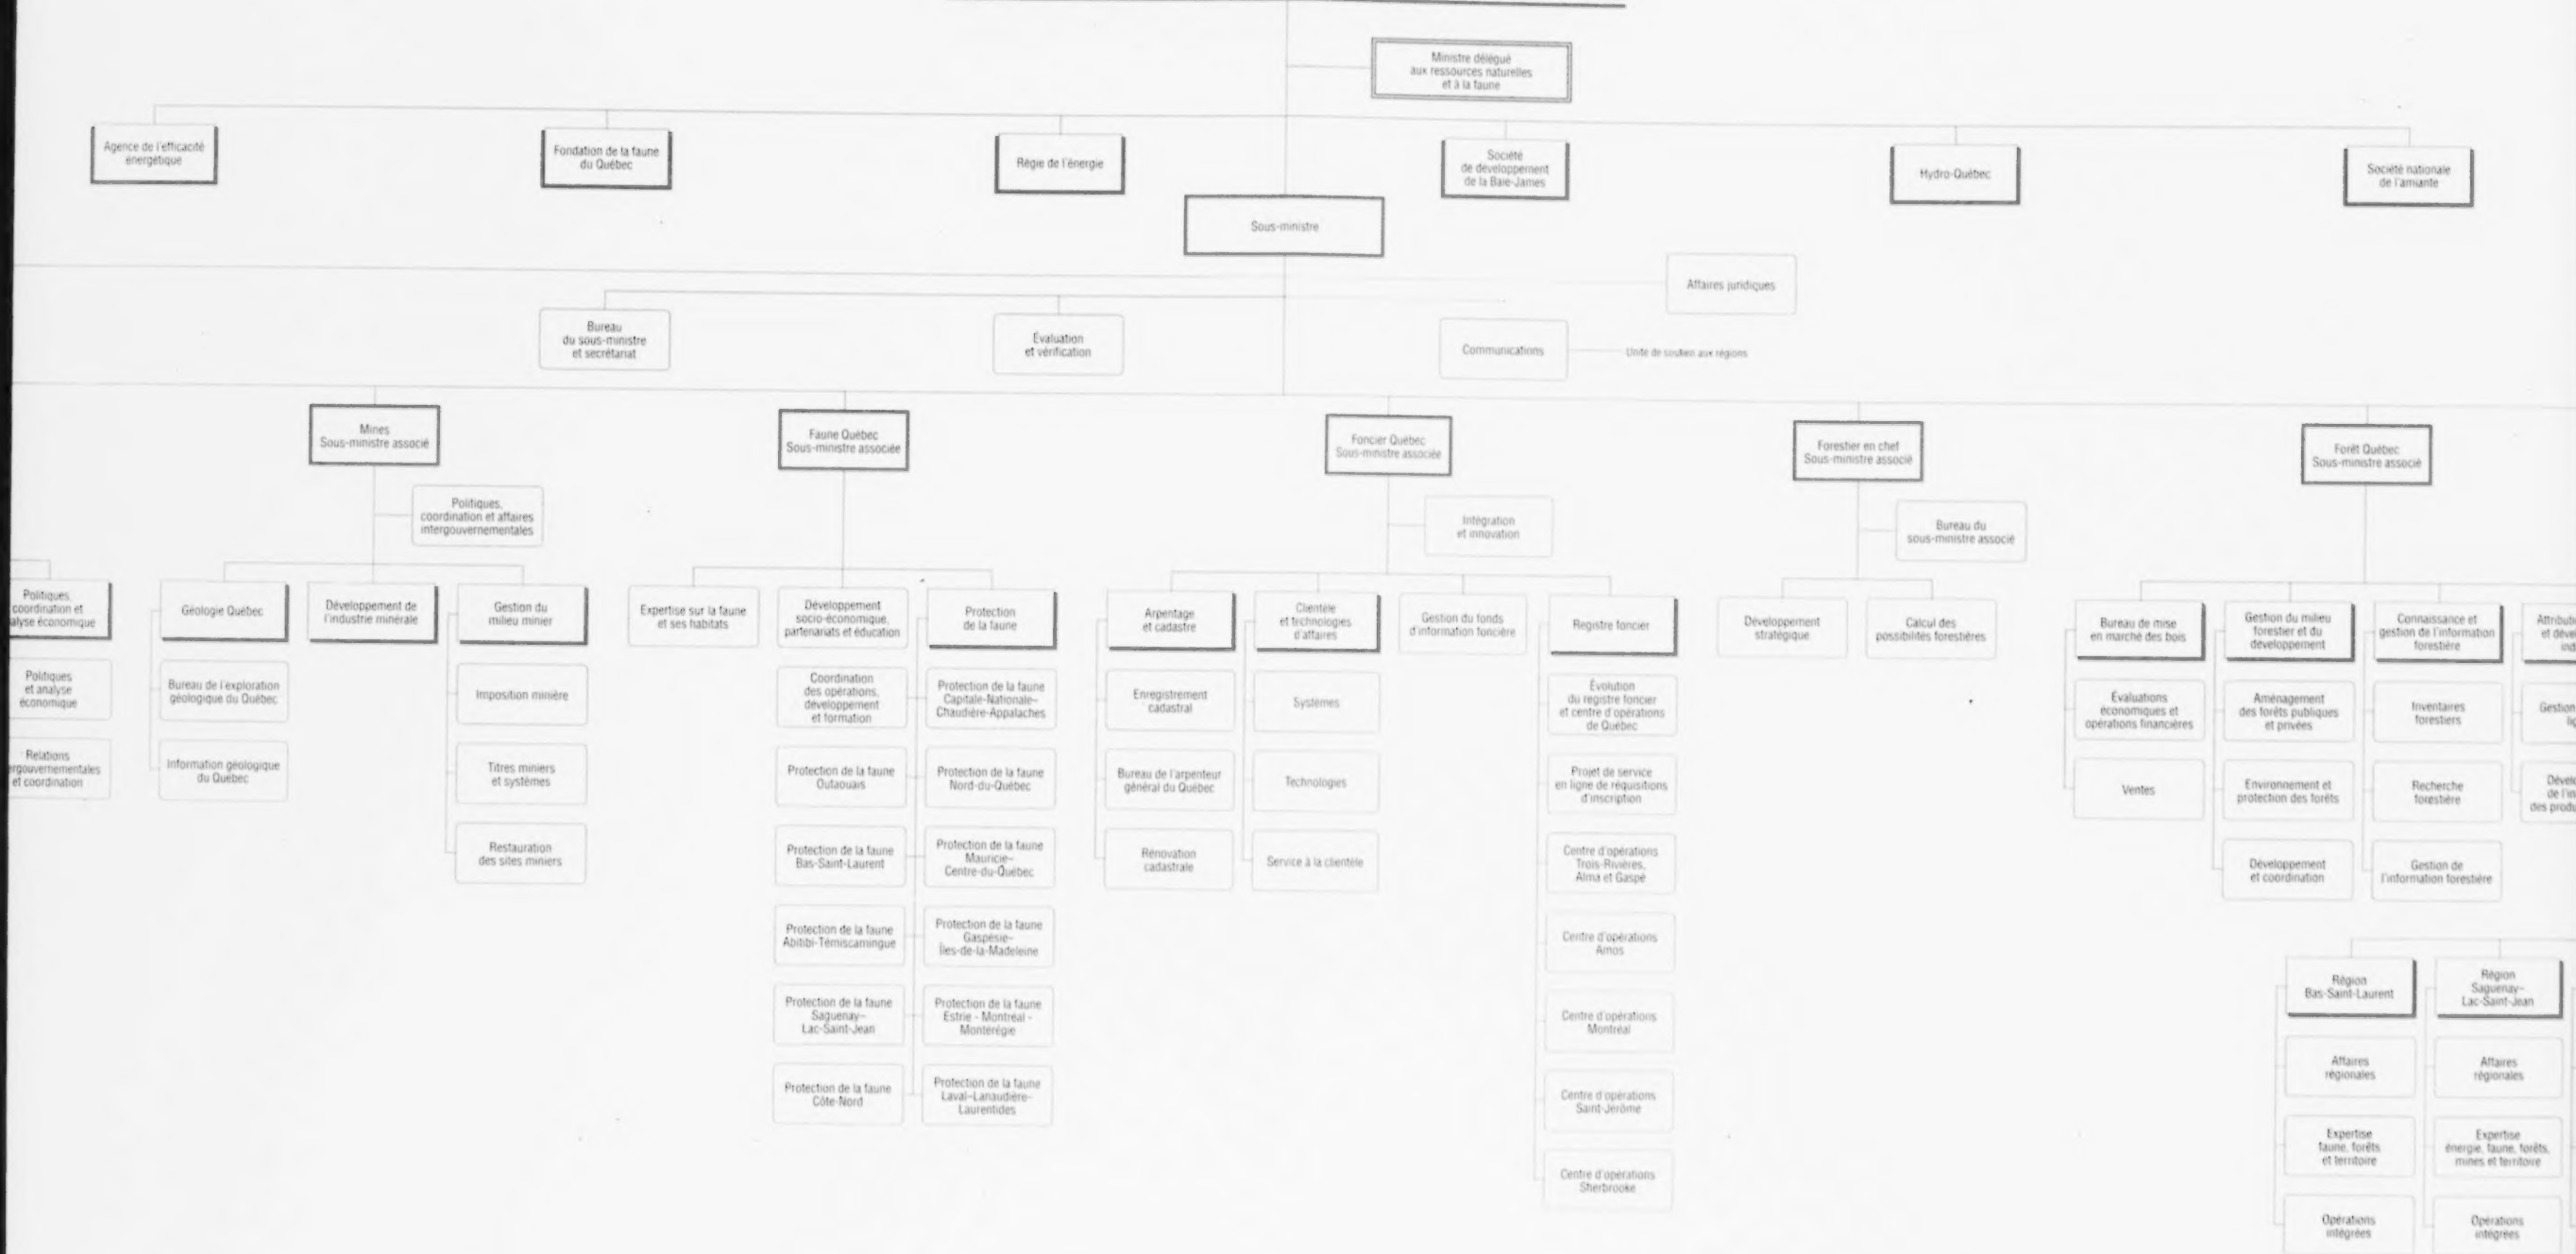 Ministre délégué
aux ressources naturelles
et à la faune
Agence de l'efficacité
énergétique
Fondation de la faune
du Québec
Régie de l'énergie
Société
de développement
de la Baie-James
Hydro-Québec
Société nationale
de l'amiante
Sous-ministre
Affaires juridiques
Bureau
du sous-ministre
et secrétariat
Évaluation
et vérification
Communications
Unité de soutien aux régions
Mines
Sous-ministre associé
Faune Québec
Sous-ministre associée
Foncier Québec
Sous-ministre associée
Forestier en chef
Sous-ministre associé
Forêt Québec
Sous-ministre associé
Politiques,
coordination et affaires
intergouvernementales
Intégration
et innovation
Bureau du
sous-ministre associé
Politiques,
coordination et
alyse économique
Politiques
et analyse
économique
Relations
ergouvernementales
et coordination
Géologie Québec
Bureau de l'exploration
géologique du Québec
Information géologique
du Québec
Développement de
l'industrie minérale
Gestion du
milieu minier
Imposition minière
Titres miniers
et systèmes
Restauration
des sites miniers
Expertise sur la faune
et ses habitats
Développement
socio-économique,
partenariats et éducation
Protection
de la faune
Coordination
des opérations,
développement
et formation
Protection de la faune
Capitale-Nationale–
Chaudière-Appalaches
Protection de la faune
Outaouais
Protection de la faune
Nord-du-Québec
Protection de la faune
Bas-Saint-Laurent
Protection de la faune
Mauricie–
Centre-du-Québec
Protection de la faune
Abitibi-Témiscamingue
Protection de la faune
Gaspésie–
Îles-de-la-Madeleine
Protection de la faune
Saguenay–
Lac-Saint-Jean
Protection de la faune
Estrie - Montréal -
Montérégie
Protection de la faune
Côte-Nord
Protection de la faune
Laval–Lanaudière–
Laurentides
Arpentage
et cadastre
Enregistrement
cadastral
Bureau de l'arpenteur
général du Québec
Rénovation
cadastrale
Clientèle
et technologies
d'affaires
Systèmes
Technologies
Service à la clientèle
Gestion du fonds
d'information foncière
Registre foncier
Évolution
du registre foncier
et centre d'opérations
de Québec
Projet de service
en ligne de réquisitions
d'inscription
Centre d'opérations
Trois-Rivières,
Alma et Gaspé
Centre d'opérations
Amos
Centre d'opérations
Montréal
Centre d'opérations
Saint-Jérôme
Centre d'opérations
Sherbrooke
Développement
stratégique
Calcul des
possibilités forestières
Bureau de mise
en marché des bois
Évaluations
économiques et
opérations financières
Ventes
Gestion du milieu
forestier et du
développement
Aménagement
des forêts publiques
et privées
Environnement et
protection des forêts
Développement
et coordination
Connaissance et
gestion de l'information
forestière
Inventaires
forestiers
Recherche
forestière
Gestion de
l'information forestière
Attributi
et déve
ind
Gestion
lig
Dévelo
de l'in
des produ
Région
Bas-Saint-Laurent
Affaires
régionales
Expertise
faune, forêts
et territoire
Opérations
intégrées
Région
Saguenay–
Lac-Saint-Jean
Affaires
régionales
Expertise
énergie, faune, forêts,
mines et territoire
Opérations
intégrées